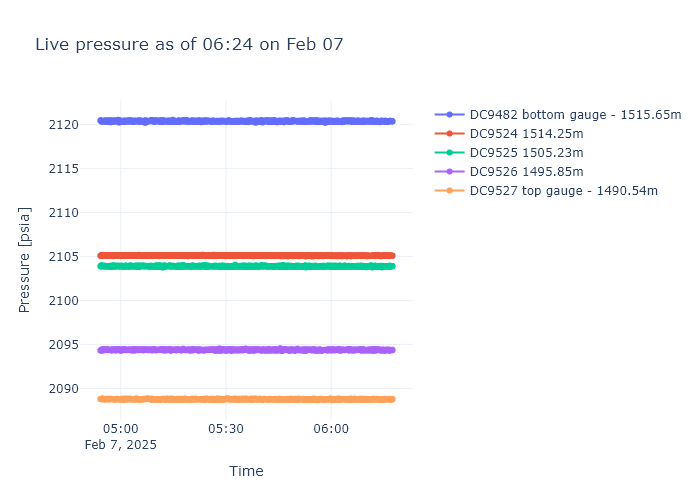 Live pressure as of 06:24 on Feb 07
DC9482 bottom gauge - 1515.65m
DC9524 1514.25m
DC9525 1505.23m
DC9526 1495.85m
DC9527 top gauge - 1490.54m
Pressure [psia]
2120
2115
2110
2105
2100
2095
2090
05:00
05:30
06:00
Feb 7, 2025
Time